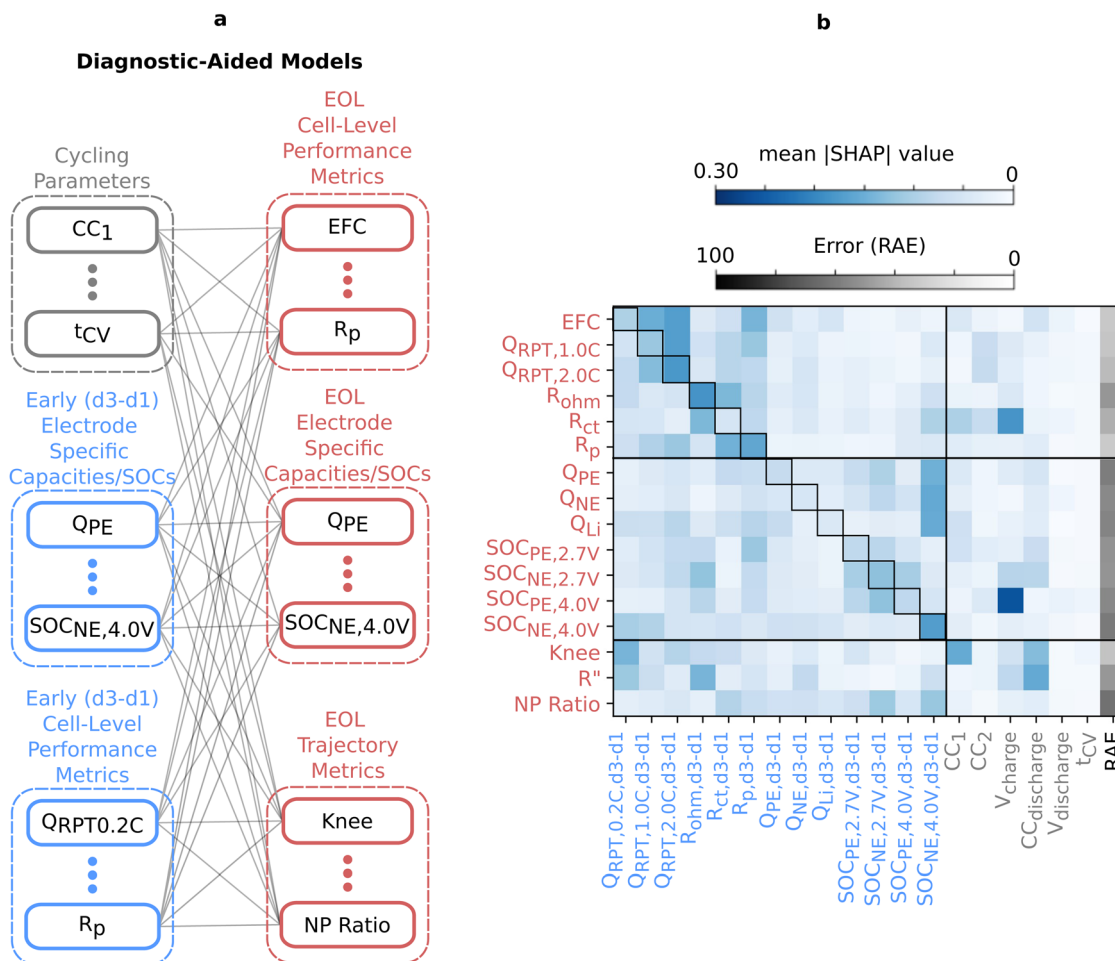 a
Diagnostic-Aided Models
Cycling
Parameters
CC1
tCV
Early (d3-d1)
Electrode
Specific
Capacities/SOCs
QPE
SOCNE,4.0V
Early (d3-d1)
Cell-Level
Performance
Metrics
QRPT0.2C
Rp
EOL
Cell-Level
Performance
Metrics
EFC
Rp
EOL
Electrode
Specific
Capacities/SOCs
QPE
SOCNE,4.0V
EOL
Trajectory
Metrics
Knee
NP Ratio
b
mean |SHAP| value
0.30
0
Error (RAE)
100
0
EFC
QRPT,1.0C
QRPT,2.0C
Rohm
Rct
Rp
QPE
QNE
QLi
SOCPE,2.7V
SOCNE,2.7V
SOCPE,4.0V
SOCNE,4.0V
Knee
R"
NP Ratio
QRPT,0.2C,d3-d1
QRPT,1.0C,d3-d1
QRPT,2.0C,d3-d1
Rohm,d3-d1
Rct,d3-d1
Rp,d3-d1
QPE,d3-d1
QNE,d3-d1
QLi,d3-d1
SOCPE,2.7V,d3-d1
SOCNE,2.7V,d3-d1
SOCPE,4.0V,d3-d1
SOCNE,4.0V,d3-d1
CC1
CC2
Vcharge
CCdischarge
Vdischarge
tCV
RAE